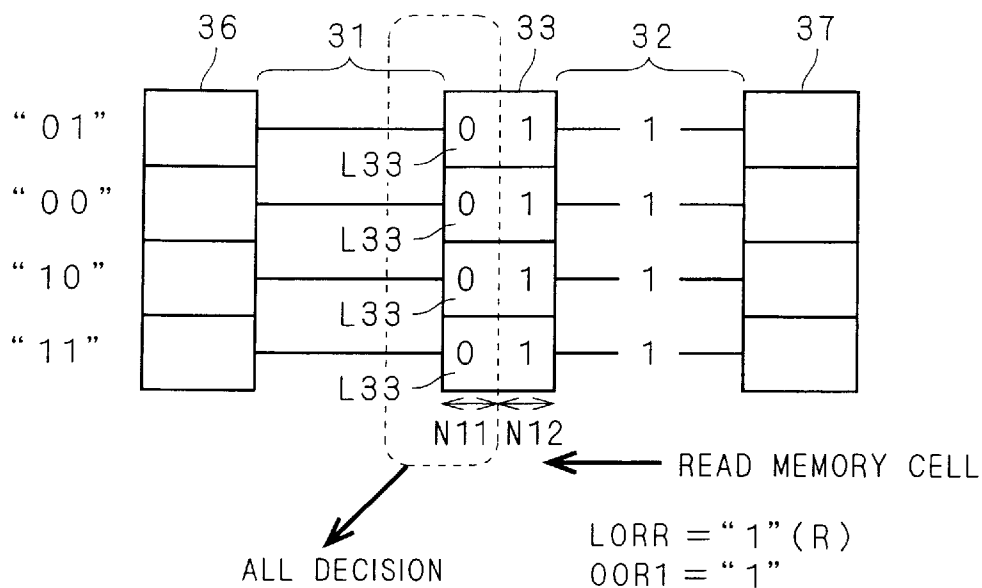 36 31 33 32 37
“01” 0 1 1
L33
“00” 0 1 1
L33
“10” 0 1 1
L33
“11” 0 1 1
L33
N11 N12
READ MEMORY CELL
LORR = “1” (R)
ALL DECISION OOR1 = “1”